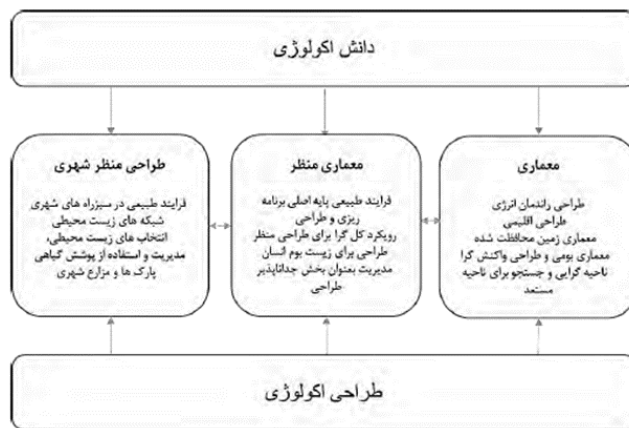 دانش اکولوژی
معماری
طراحی راندمان انرژی
طراحی اقلیمی
معماری زمین محافظت شده
معماری بومی و طراحی واکنش گرا
ناحیه گرایی و جستجو برای ناحیه
مستعد
معماری منظر
فرایند طبیعی پایه اصلی برنامه
ریزی و طراحی
رویکرد کل گرا برای طراحی منظر
طراحی برای زیست بوم انسان
مدیریت بعنوان بخش جداناپذیر
طراحی
طراحی منظر شهری
فرایند طبیعی در سبزراه های شهری
شبکه های زیست محیطی
انتخاب های زیست محیطی،
مدیریت و استفاده از پوشش گیاهی
پارک ها و مزارع شهری
طراحی اکولوژی